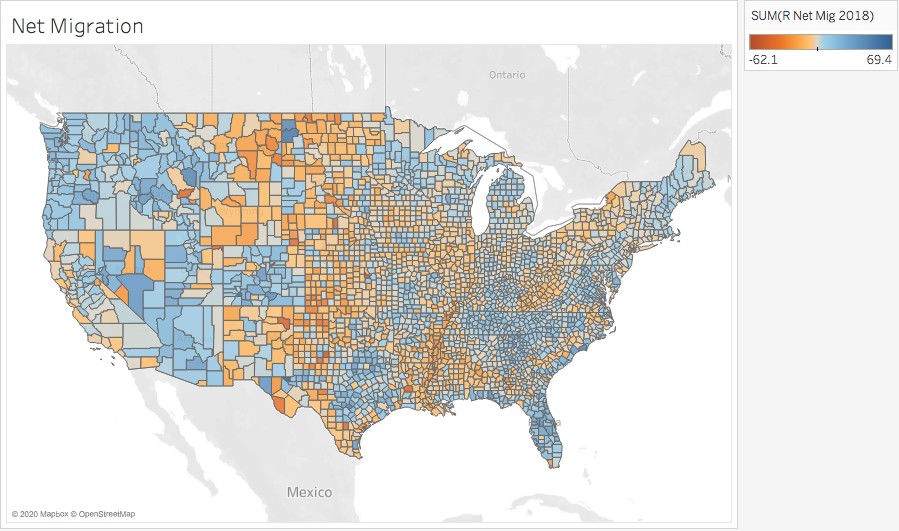 Net Migration
SUM(R Net Mig 2018)
-62.1 69.4
Ontario
Mexico
© 2020 Mapbox © OpenStreetMap